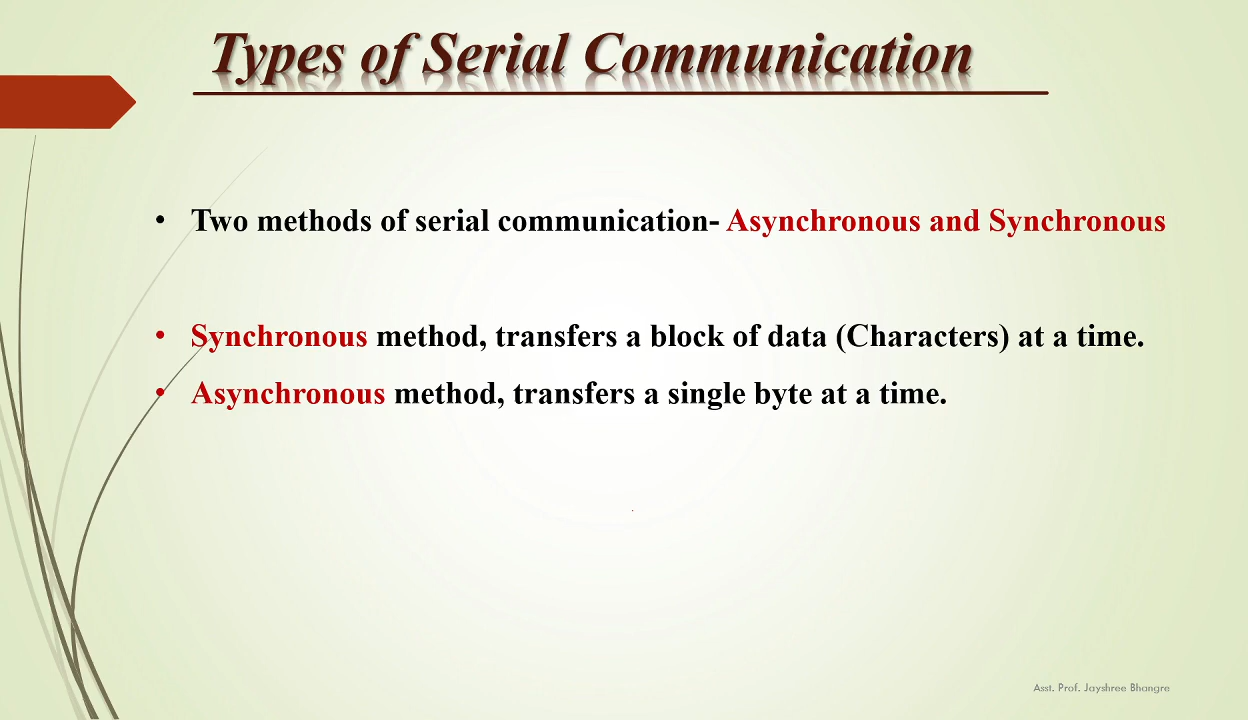 Types of Serial Communication
• Two methods of serial communication- Asynchronous and Synchronous
• Synchronous method, transfers a block of data (Characters) at a time.
• Asynchronous method, transfers a single byte at a time.
.
Asst. Prof. Jayshree Bhangre